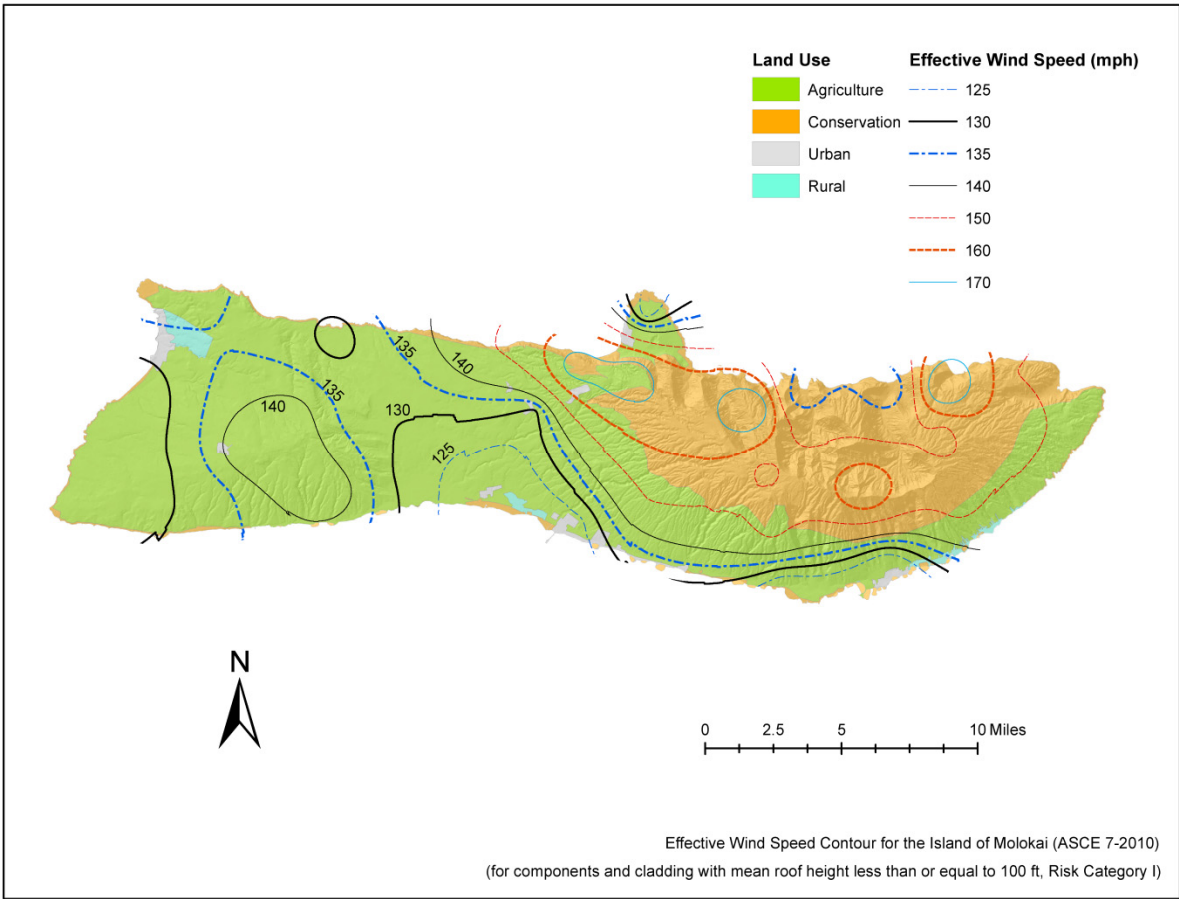 Land Use
Agriculture
Conservation
Urban
Rural
Effective Wind Speed (mph)
125
130
135
140
150
160
170
135
140
135
140
130
125
N
0 2.5 5 10 Miles
Effective Wind Speed Contour for the Island of Molokai (ASCE 7-2010)
(for components and cladding with mean roof height less than or equal to 100 ft, Risk Category I)